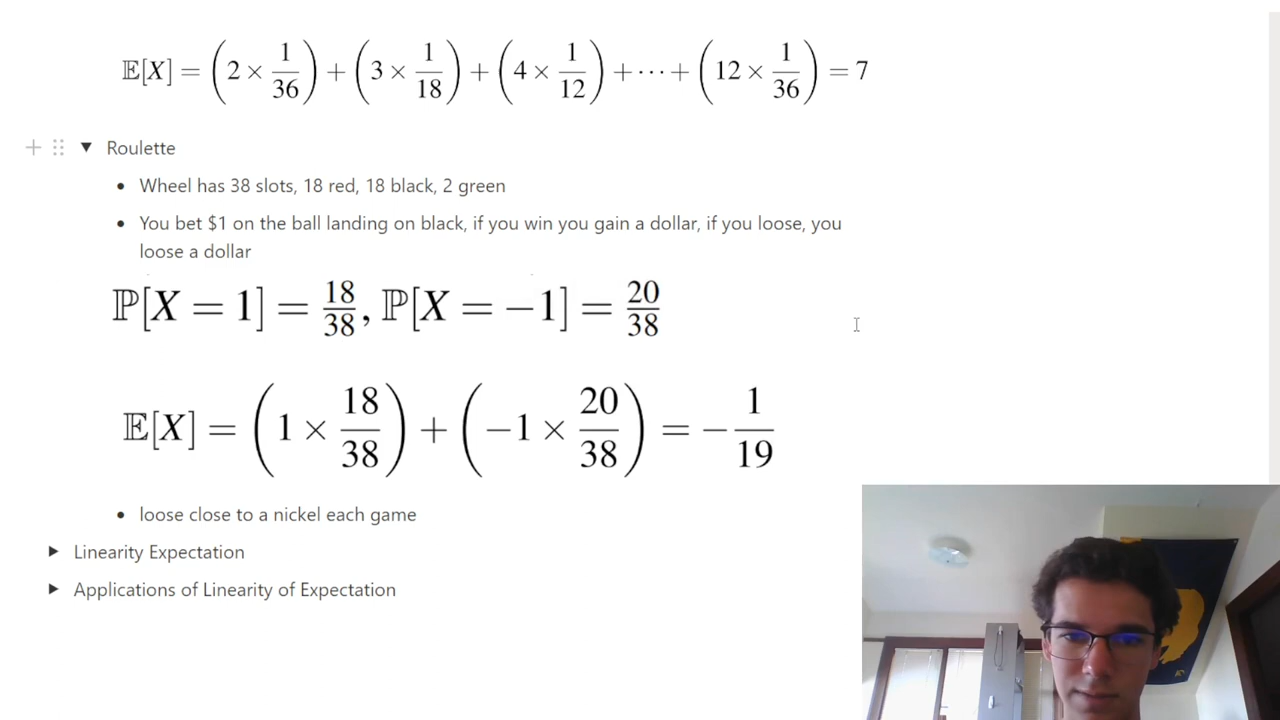 𝔼[X] = (2 × 1/36) + (3 × 1/18) + (4 × 1/12) + ⋯ + (12 × 1/36) = 7
Roulette
• Wheel has 38 slots, 18 red, 18 black, 2 green
• You bet $1 on the ball landing on black, if you win you gain a dollar, if you loose, you
loose a dollar
ℙ[X = 1] = 18/38, ℙ[X = −1] = 20/38
𝔼[X] = (1 × 18/38) + (−1 × 20/38) = −1/19
• loose close to a nickel each game
Linearity Expectation
Applications of Linearity of Expectation